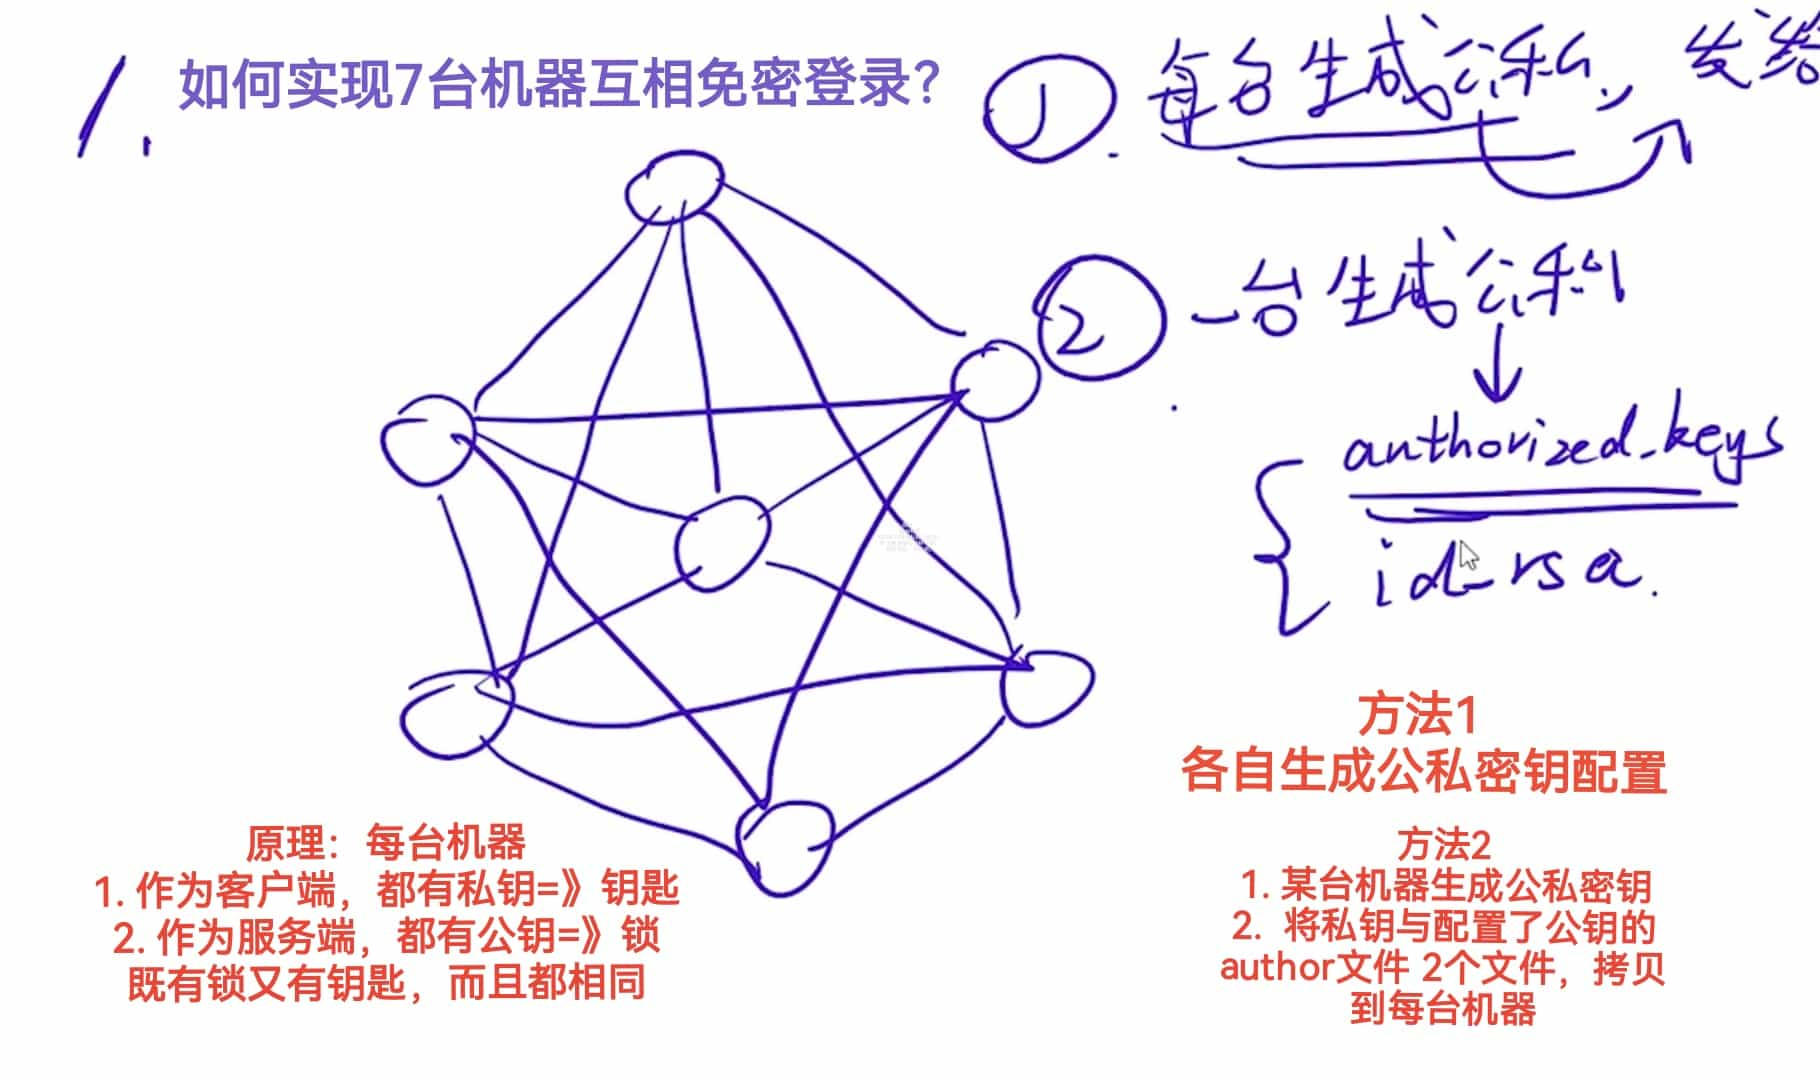 1.
如何实现7台机器互相免密登录？
① 每台生成公私，发给
② 一台生成公私
authorized_keys
id_rsa.
方法1
各自生成公私密钥配置
原理：每台机器
1. 作为客户端，都有私钥=》钥匙
2. 作为服务端，都有公钥=》锁
既有锁又有钥匙，而且都相同
方法2
1. 某台机器生成公私密钥
2. 将私钥与配置了公钥的
author文件 2个文件，拷贝
到每台机器